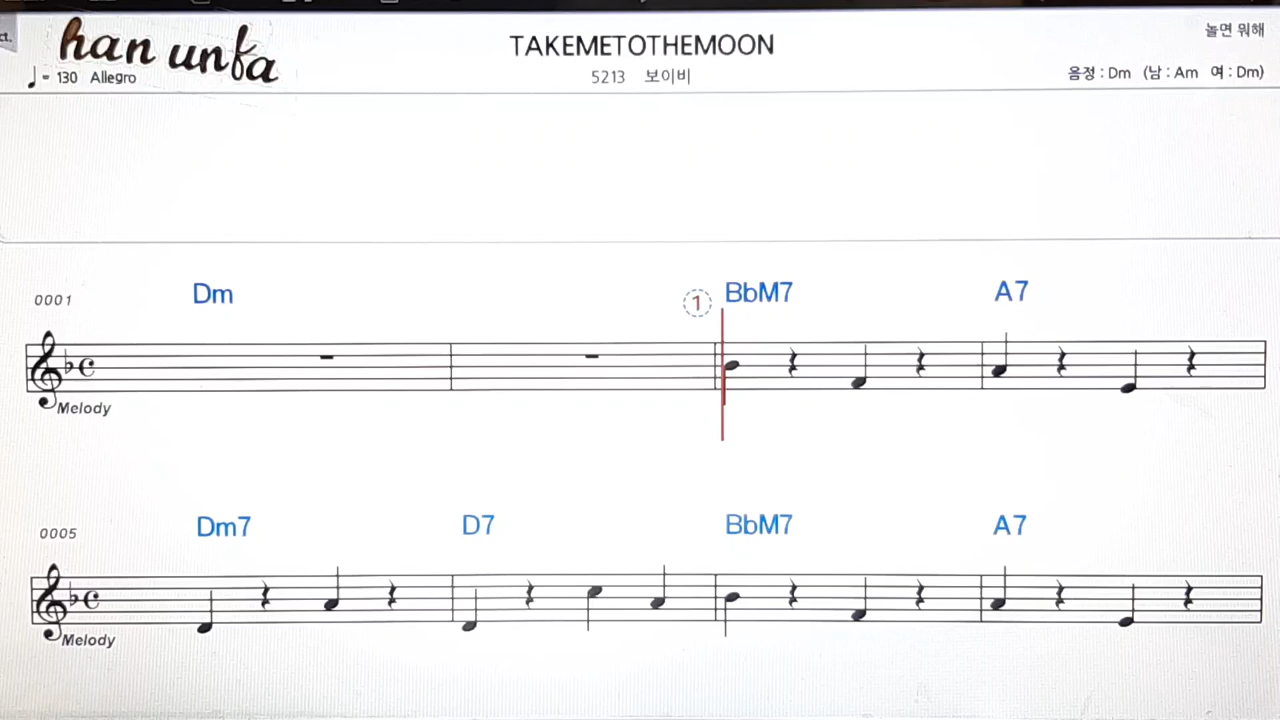 ct.
han unfa
TAKEMETOTHEMOON
놀면 뭐해
♩= 130 Allegro
5213 보이비
음정 : Dm (남 : Am 여 : Dm)
0001 Dm ① BbM7 A7
Melody
0005 Dm7 D7 BbM7 A7
Melody